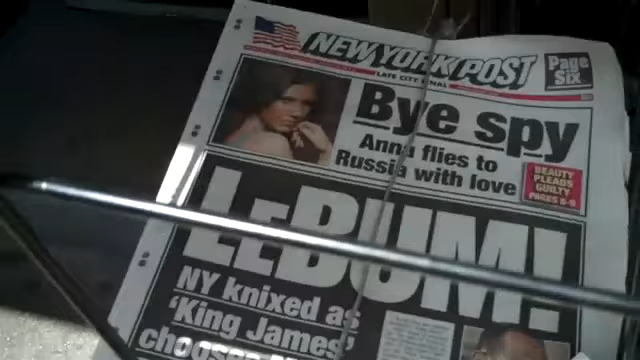 NEW YORK POST
LATE CITY FINAL
Page
Six
Bye spy
Anna flies to
Russia with love
BEAUTY
PLEADS
GUILTY
PAGES 8-9
LEBUM!
NY knixed as
'King James'
chooses